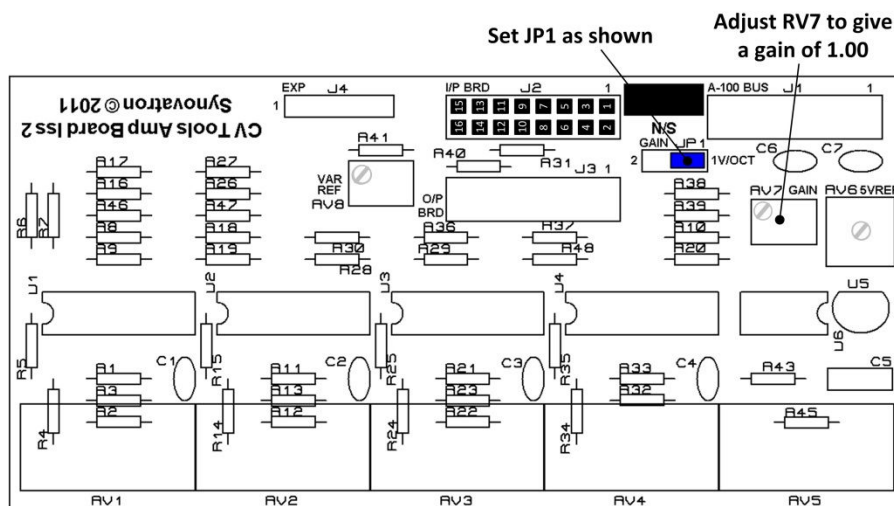 Set JP1 as shown
Adjust RV7 to give
a gain of 1.00
CV Tools Amp Board Iss 2
Synovatron © 2011
EXP J4
1
I/P BRD J2 1
15 13 11 9 7 5 3 1
16 14 12 10 8 6 4 2
S/N
A-100 BUS J1 1
GAIN JP1
2 1V/OCT
C6 C7
R17 R27
R16 R26
R46 R47
R8 R18
R9 R19
R6 R7
R41
VAR
REF
RV8
R40 R31
J3 1
O/P
BRD
R30
R28
R36
R29
R37
R48
R38
R39
R10
R20
RV7 GAIN
RV6 5VREF
U1 U2 U3 U4 U5
U6
R5 R15 R25 R35
R1 C1 R11 C2 R21 C3 R33 C4 R43 C5
R3 R13 R23 R32
R2 R12 R22
R4 R14 R24 R34 R45
RV1 RV2 RV3 RV4 RV5